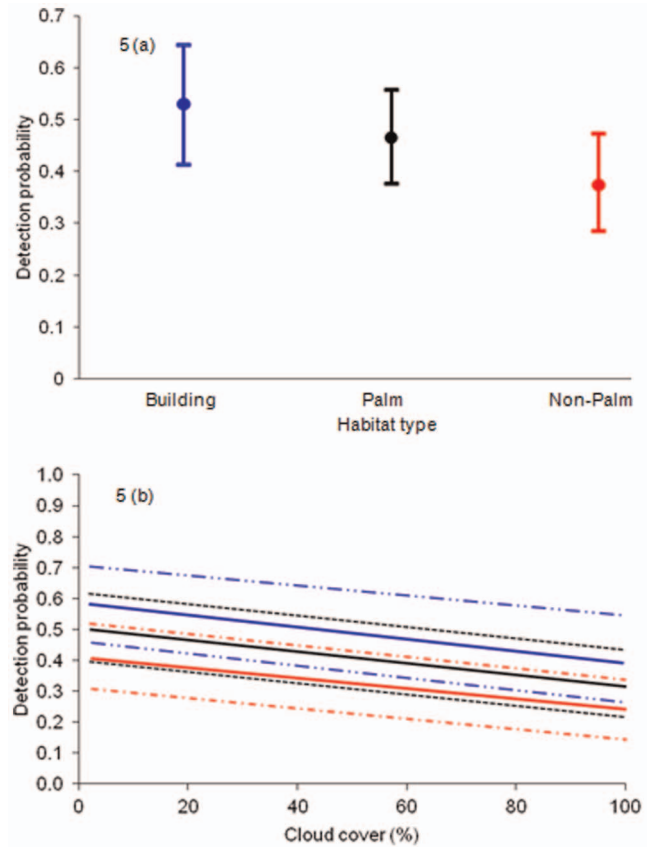 5 (a)
Detection probability
0.7
0.6
0.5
0.4
0.3
0.2
0.1
0
Building Palm Non-Palm
Habitat type
5 (b)
Detection probability
1.0
0.9
0.8
0.7
0.6
0.5
0.4
0.3
0.2
0.1
0.0
0 20 40 60 80 100
Cloud cover (%)